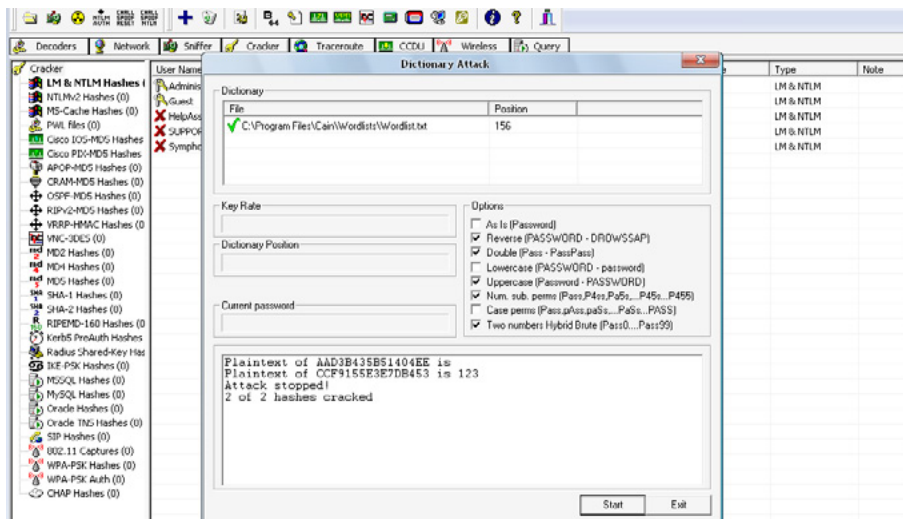 NTLM AUTH
CHALL SPOOF RESET
CHALL SPOOF NTLM
B 64
Decoders Network Sniffer Cracker Traceroute CCDU Wireless Query
Dictionary Attack
Cracker
User Name
Type
Note
LM & NTLM Hashes (
NTLMv2 Hashes (0)
MS-Cache Hashes (0)
PWL files (0)
Cisco IOS-MD5 Hashes
Cisco PIX-MD5 Hashes
APOP-MD5 Hashes (0)
CRAM-MD5 Hashes (0)
OSPF-MD5 Hashes (0)
RIPv2-MD5 Hashes (0)
VRRP-HMAC Hashes (0
VNC-3DES (0)
MD2 Hashes (0)
MD4 Hashes (0)
MD5 Hashes (0)
SHA-1 Hashes (0)
SHA-2 Hashes (0)
RIPEMD-160 Hashes (0
Kerb5 PreAuth Hashes
Radius Shared-Key Has
IKE-PSK Hashes (0)
MSSQL Hashes (0)
MySQL Hashes (0)
Oracle Hashes (0)
Oracle TNS Hashes (0)
SIP Hashes (0)
802.11 Captures (0)
WPA-PSK Hashes (0)
WPA-PSK Auth (0)
CHAP Hashes (0)
Adminis
Guest
HelpAss
SUPPOR
Sympho
LM & NTLM
LM & NTLM
LM & NTLM
LM & NTLM
LM & NTLM
Dictionary
File
Position
C:\Program Files\Cain\Wordlists\Wordlist.txt
156
Key Rate
Dictionary Position
Current password
Options
As Is (Password)
Reverse (PASSWORD - DROWSSAP)
Double (Pass - PassPass)
Lowercase (PASSWORD - password)
Uppercase (Password - PASSWORD)
Num. sub. perms (Pass,P4ss,Pa5s,...P45s...P455)
Case perms (Pass,pAss,paSs,...PaSs...PASS)
Two numbers Hybrid Brute (Pass0....Pass99)
Plaintext of AAD3B435B51404EE is
Plaintext of CCF9155E3E7DB453 is 123
Attack stopped!
2 of 2 hashes cracked
Start
Exit